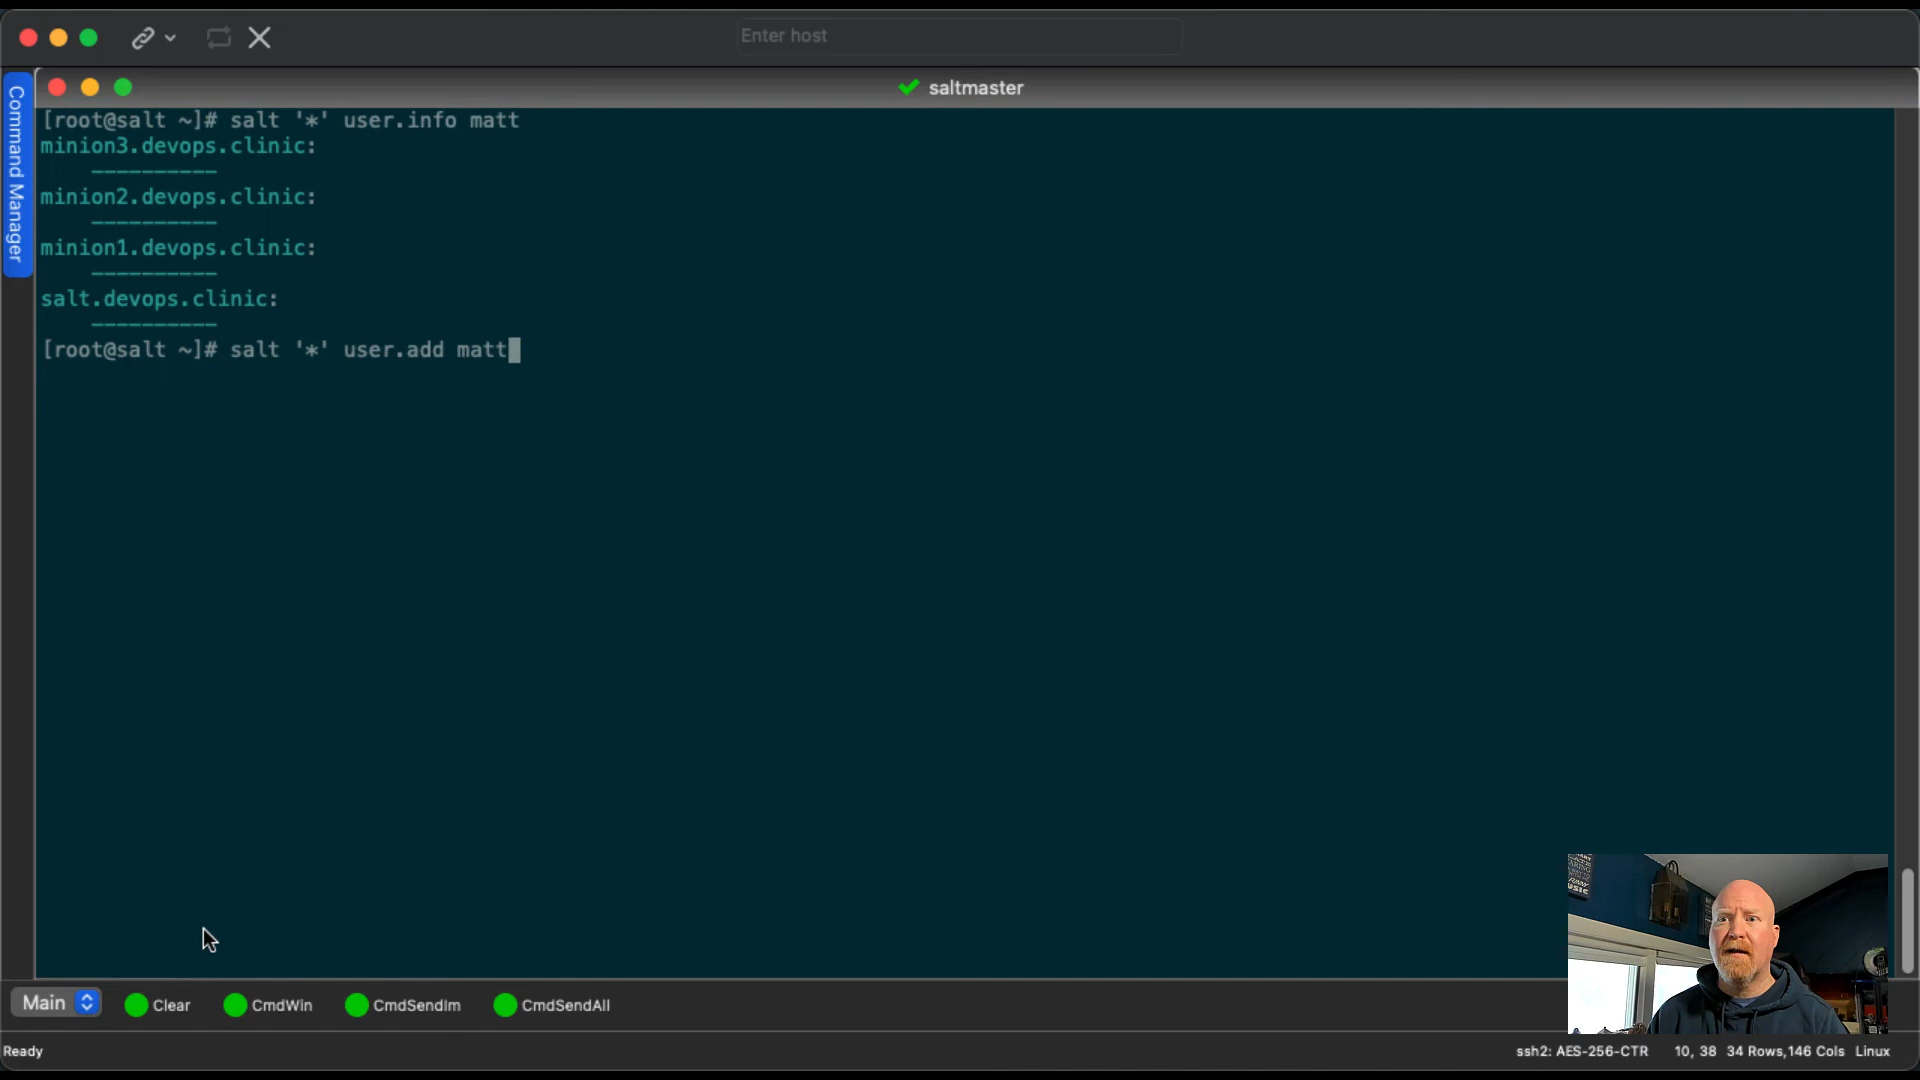 Enter host
Command Manager
saltmaster
[root@salt ~]# salt '*' user.info matt
minion3.devops.clinic:
    ----------
minion2.devops.clinic:
    ----------
minion1.devops.clinic:
    ----------
salt.devops.clinic:
    ----------
[root@salt ~]# salt '*' user.add matt
MUSIC
Main Clear CmdWin CmdSendIm CmdSendAll
Ready ssh2: AES-256-CTR 10, 38 34 Rows,146 Cols Linux